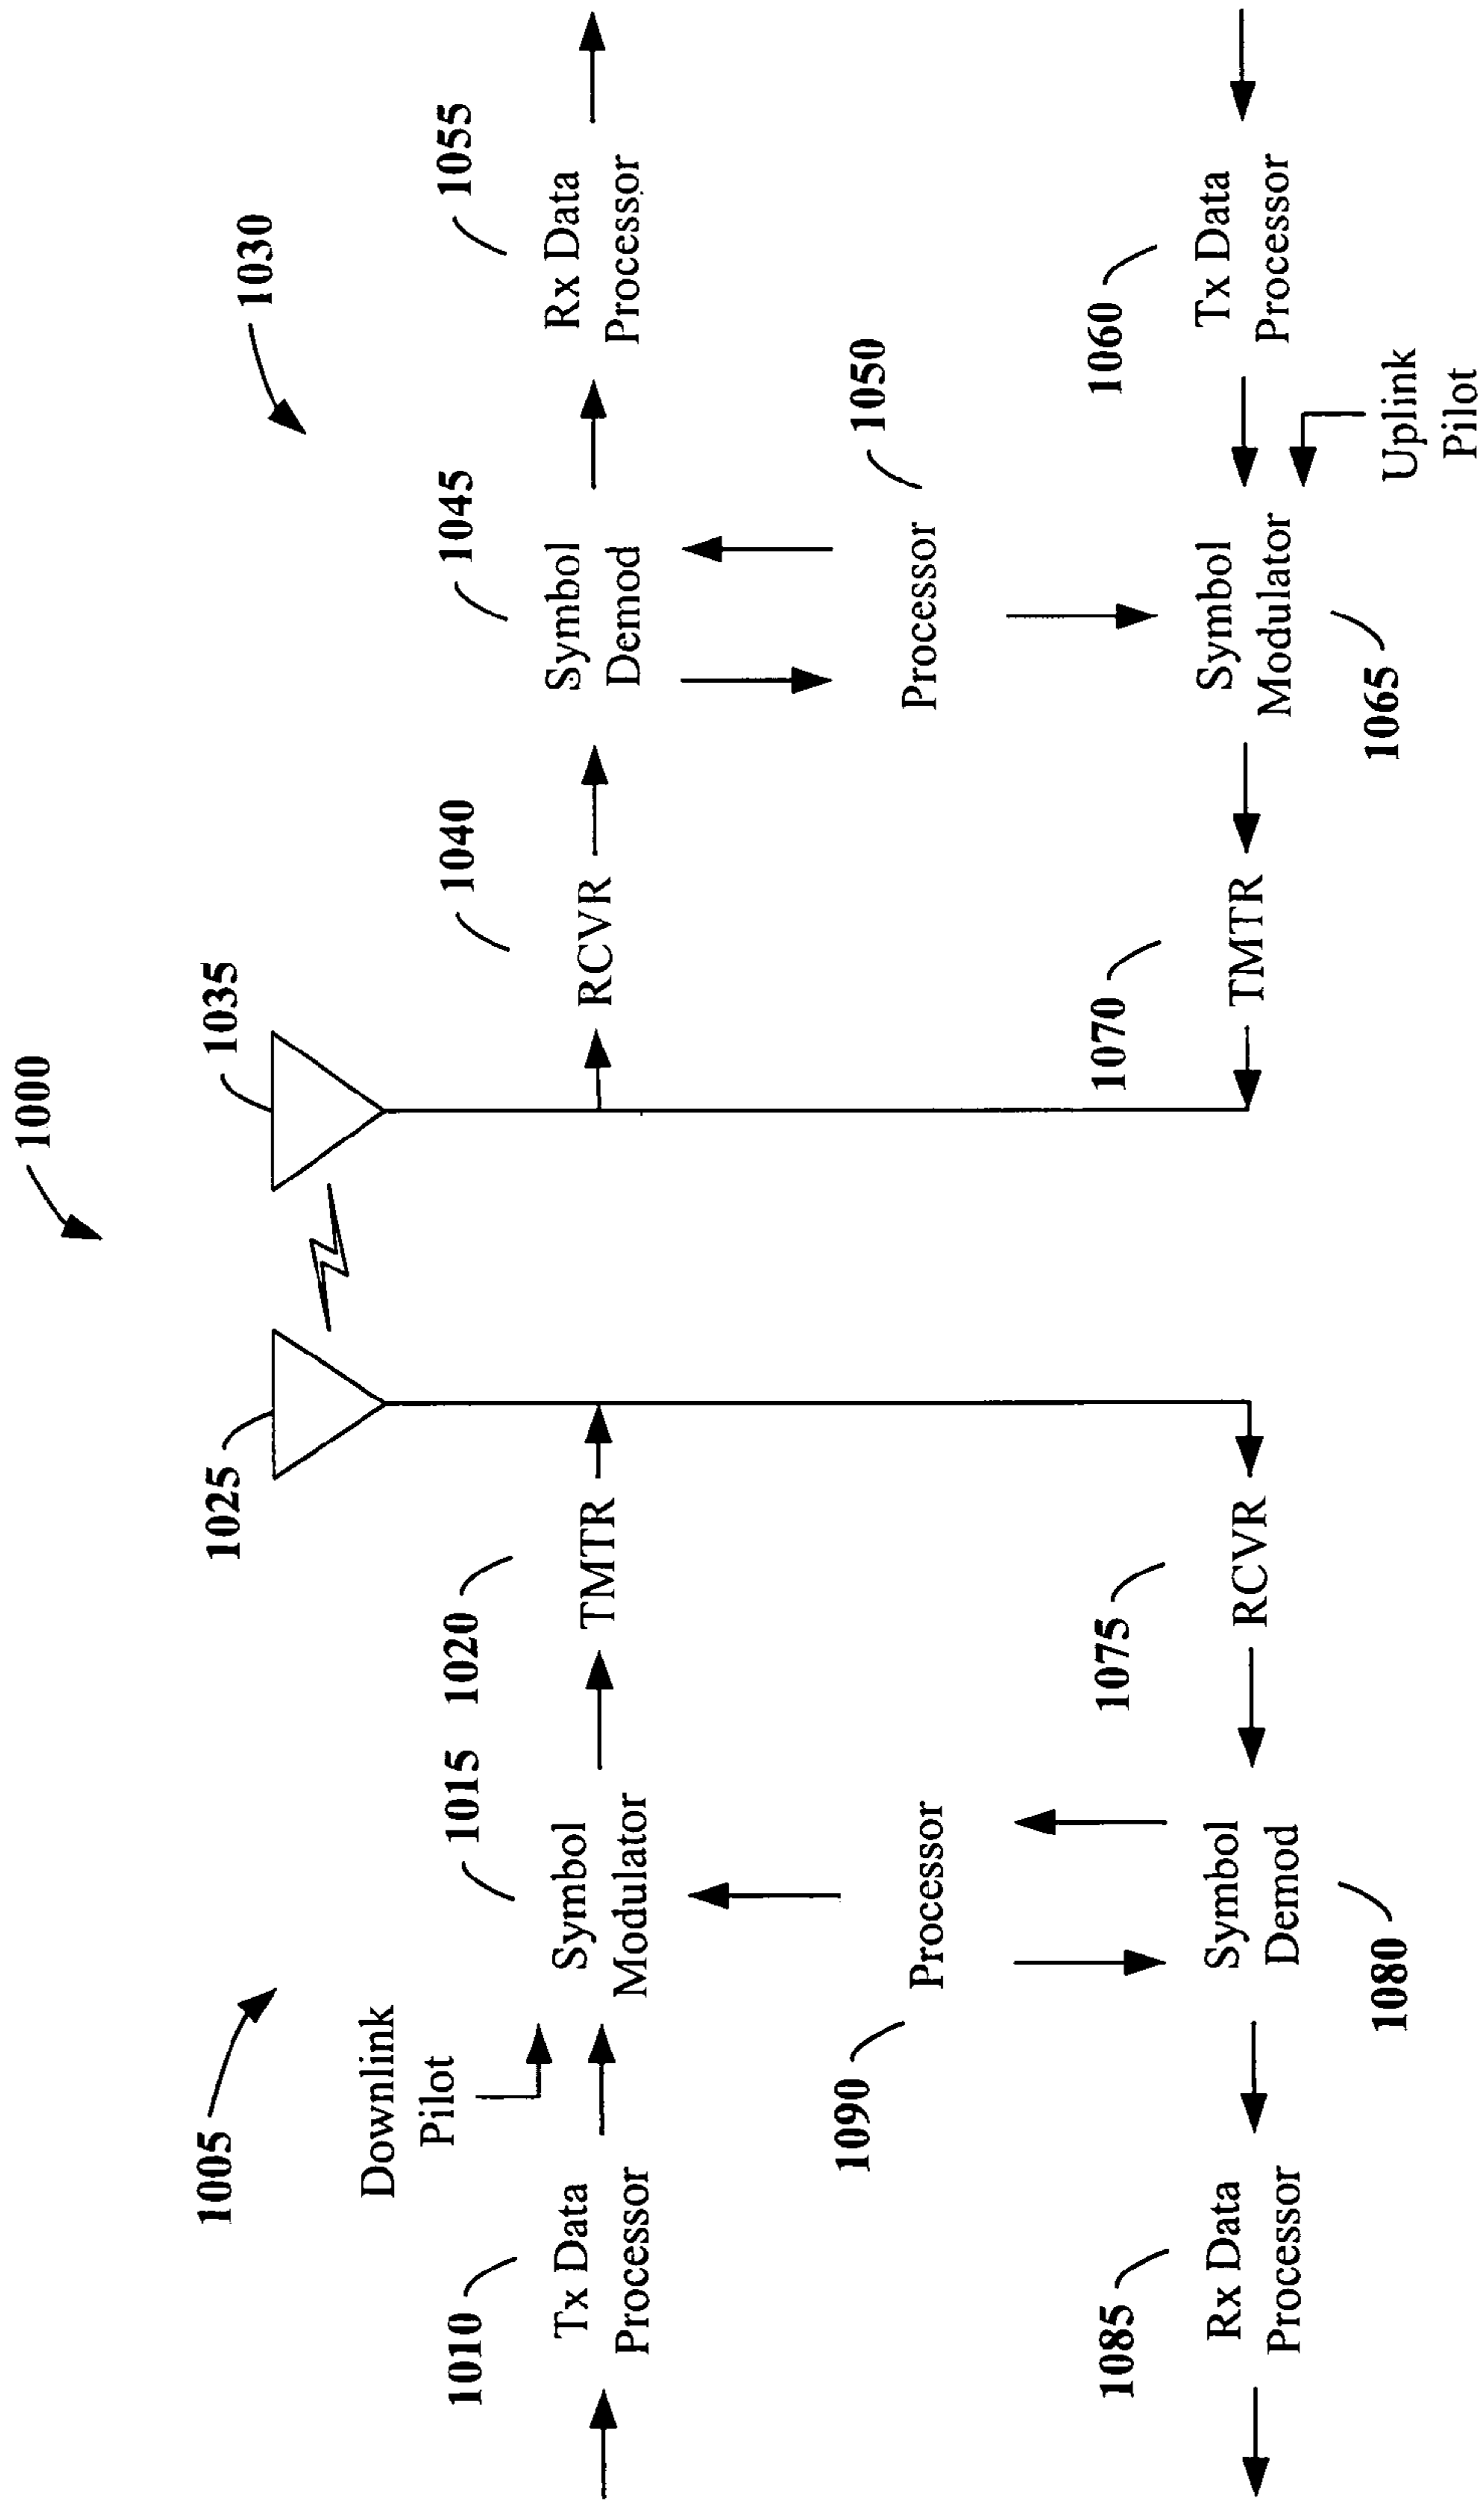 1000
1005
1030
1025
1035
Downlink
Pilot
1010
1015
1020
1040
1045
1055
Tx Data
Processor
Symbol
Modulator
TMTR
RCVR
Symbol
Demod
Rx Data
Processor
1090
1050
Processor
Processor
1085
1075
1070
1060
Rx Data
Processor
Symbol
Demod
RCVR
TMTR
Symbol
Modulator
Tx Data
Processor
1080
1065
Uplink
Pilot